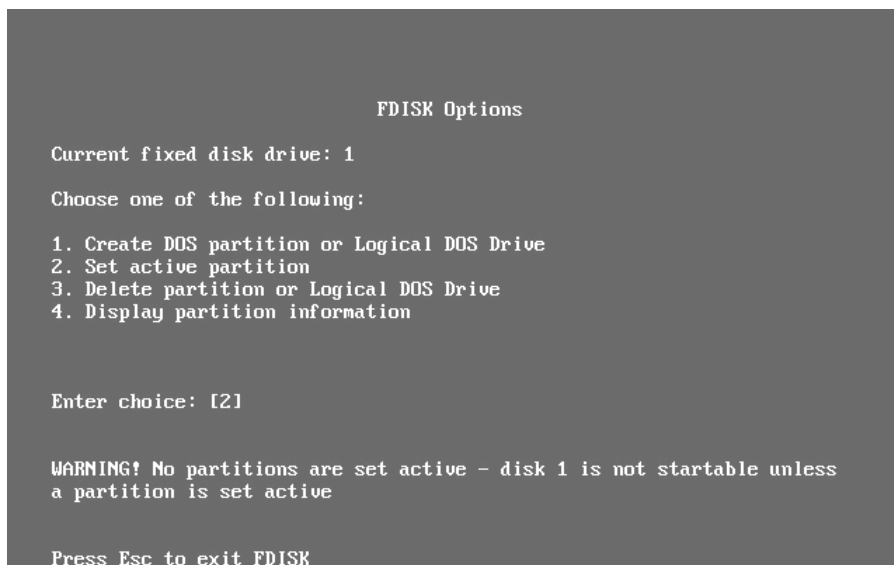 FDISK Options
Current fixed disk drive: 1
Choose one of the following:
1. Create DOS partition or Logical DOS Drive
2. Set active partition
3. Delete partition or Logical DOS Drive
4. Display partition information
Enter choice: [2]
WARNING! No partitions are set active - disk 1 is not startable unless
a partition is set active
Press Esc to exit FDISK